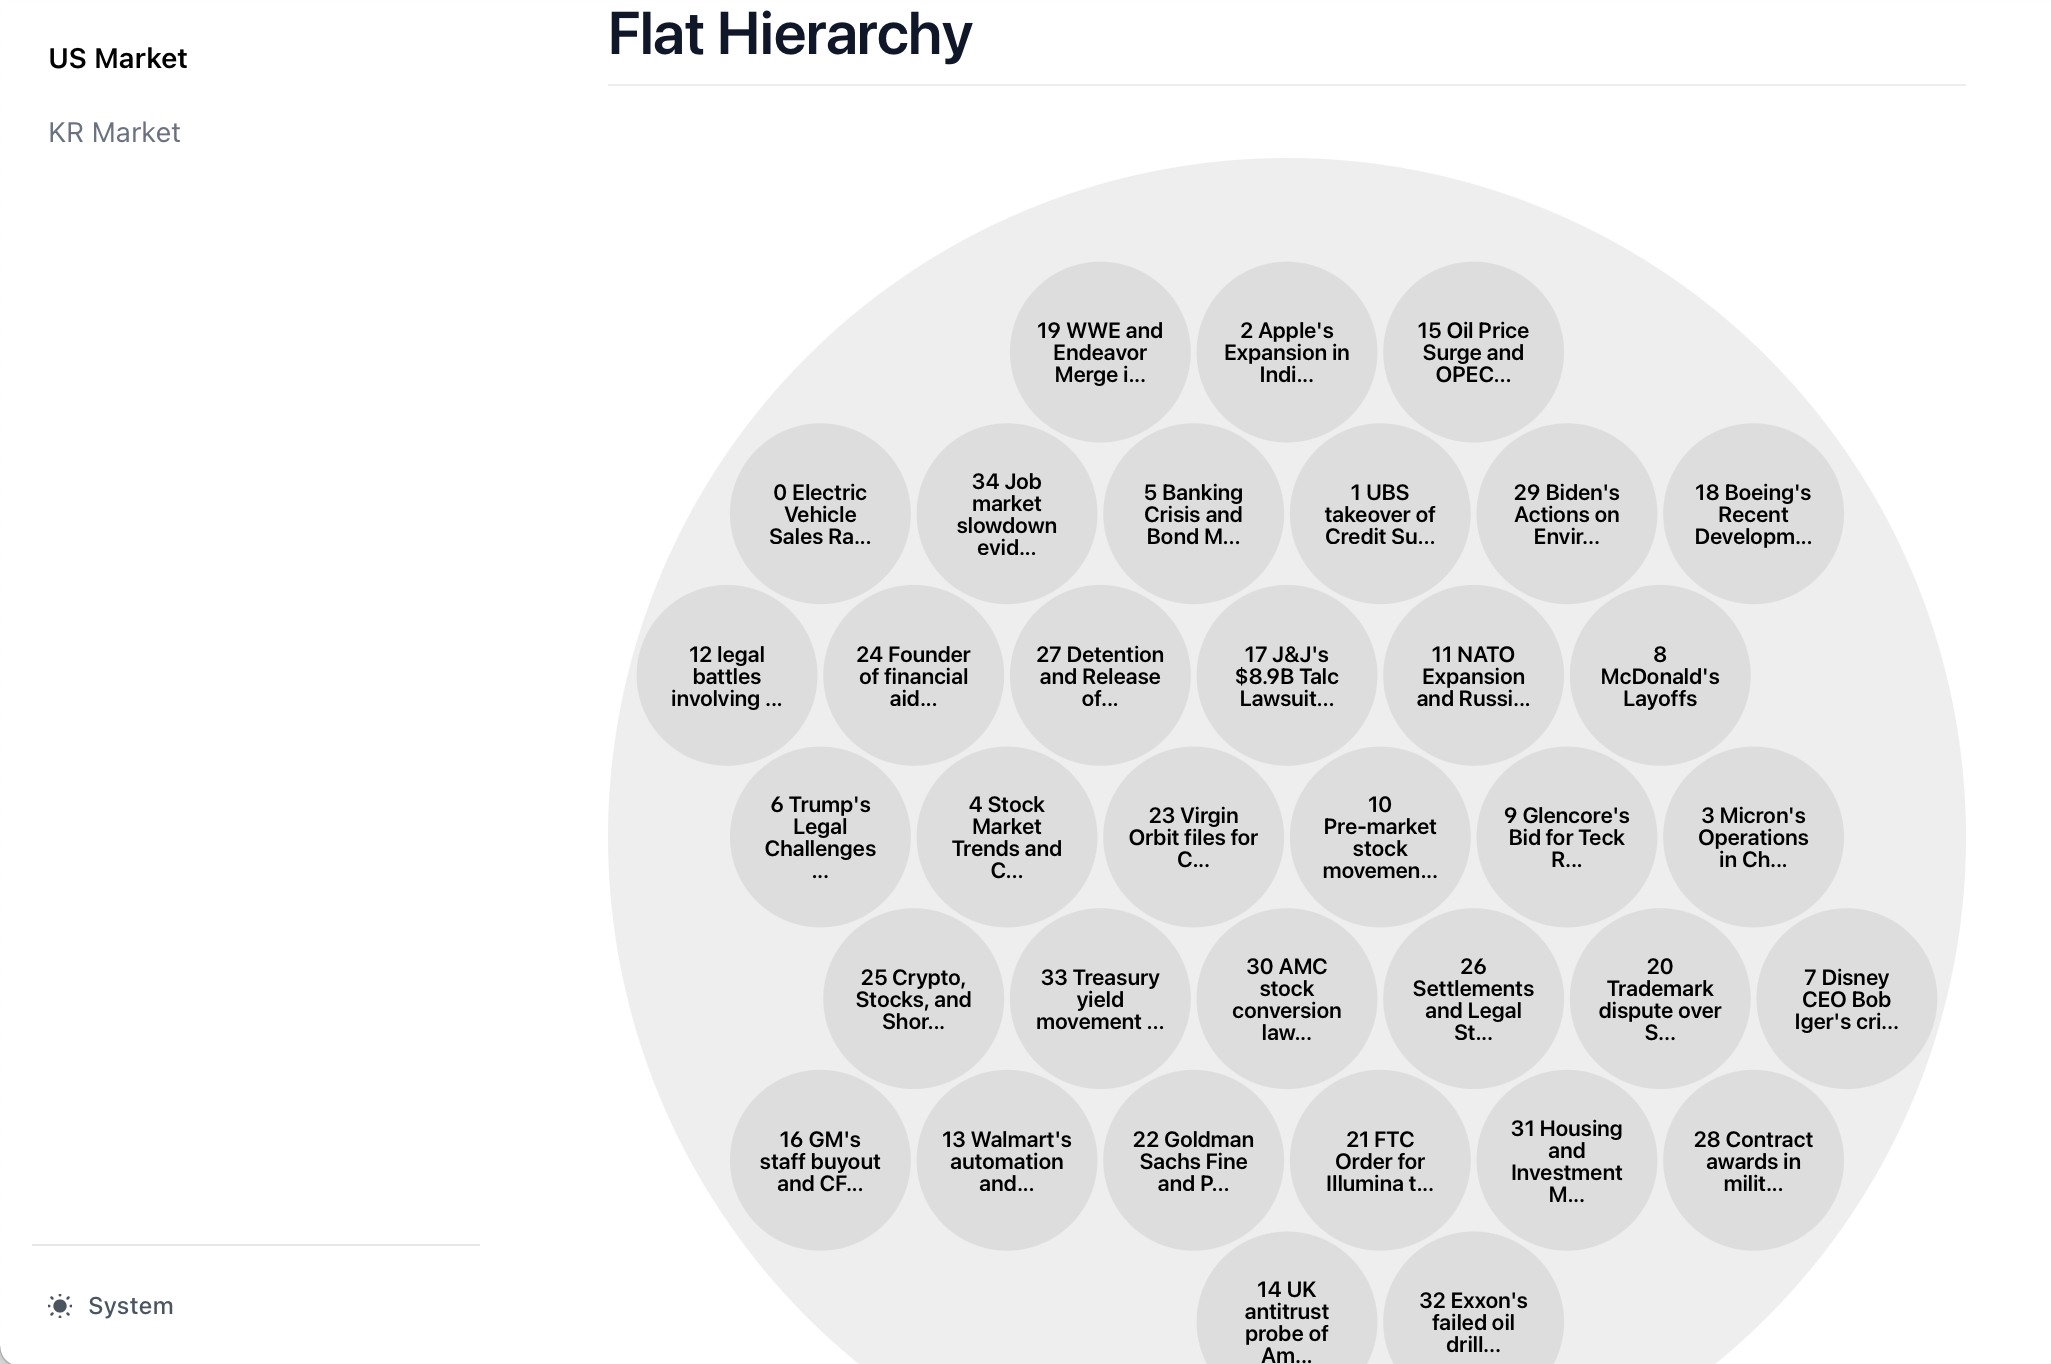 US Market
KR Market
System
Flat Hierarchy
19 WWE and
Endeavor
Merge i...
2 Apple's
Expansion in
Indi...
15 Oil Price
Surge and
OPEC...
0 Electric
Vehicle
Sales Ra...
34 Job
market
slowdown
evid...
5 Banking
Crisis and
Bond M...
1 UBS
takeover of
Credit Su...
29 Biden's
Actions on
Envir...
18 Boeing's
Recent
Developm...
12 legal
battles
involving ...
24 Founder
of financial
aid...
27 Detention
and Release
of...
17 J&J's
$8.9B Talc
Lawsuit...
11 NATO
Expansion
and Russi...
8
McDonald's
Layoffs
6 Trump's
Legal
Challenges
...
4 Stock
Market
Trends and
C...
23 Virgin
Orbit files for
C...
10
Pre-market
stock
movemen...
9 Glencore's
Bid for Teck
R...
3 Micron's
Operations
in Ch...
25 Crypto,
Stocks, and
Shor...
33 Treasury
yield
movement ...
30 AMC
stock
conversion
law...
26
Settlements
and Legal
St...
20
Trademark
dispute over
S...
7 Disney
CEO Bob
Iger's cri...
16 GM's
staff buyout
and CF...
13 Walmart's
automation
and...
22 Goldman
Sachs Fine
and P...
21 FTC
Order for
Illumina t...
31 Housing
and
Investment
M...
28 Contract
awards in
milit...
14 UK
antitrust
probe of
Am...
32 Exxon's
failed oil
drill...